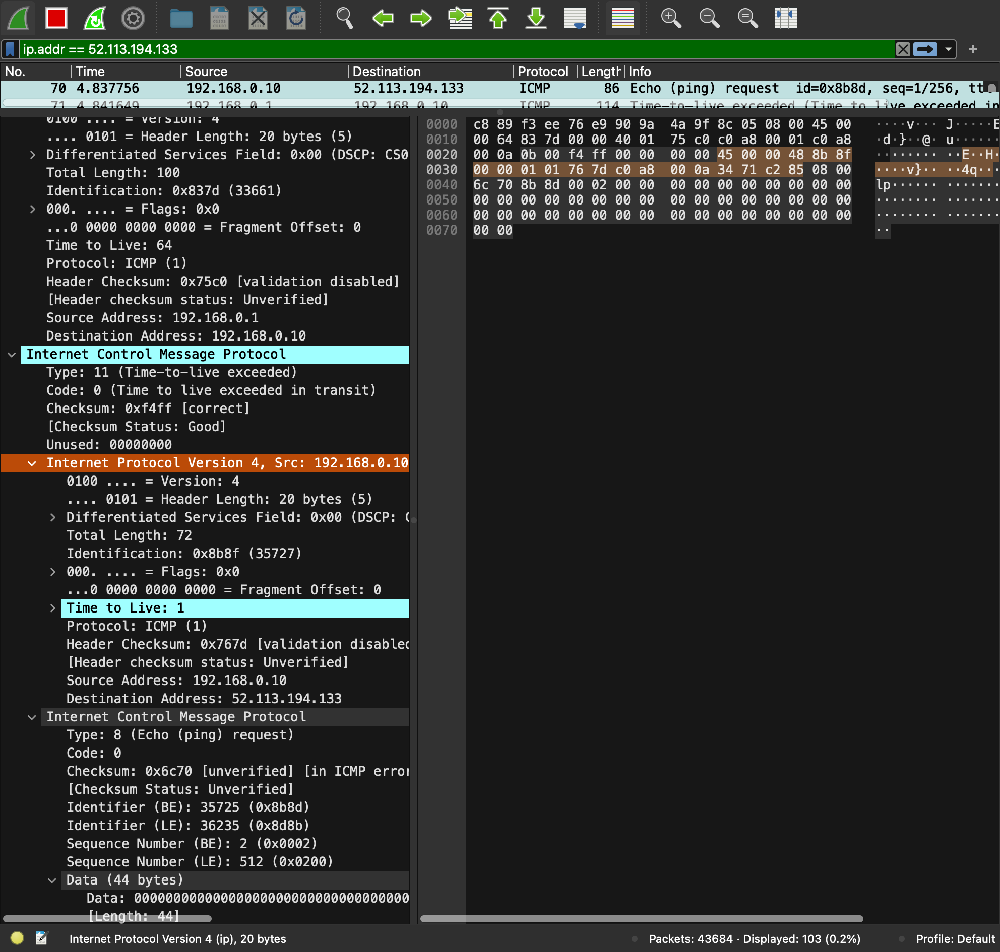 ip.addr == 52.113.194.133
No. Time Source Destination Protocol Length Info
70 4.837756 192.168.0.10 52.113.194.133 ICMP 86 Echo (ping) request id=0x8b8d, seq=1/256, ttl
71 4.841649 192.168.0.1 192.168.0.10 ICMP 114 Time-to-live exceeded (Time to live exceeded in
0100 .... = Version: 4
.... 0101 = Header Length: 20 bytes (5)
Differentiated Services Field: 0x00 (DSCP: CS0
Total Length: 100
Identification: 0x837d (33661)
000. .... = Flags: 0x0
...0 0000 0000 0000 = Fragment Offset: 0
Time to Live: 64
Protocol: ICMP (1)
Header Checksum: 0x75c0 [validation disabled]
[Header checksum status: Unverified]
Source Address: 192.168.0.1
Destination Address: 192.168.0.10
Internet Control Message Protocol
Type: 11 (Time-to-live exceeded)
Code: 0 (Time to live exceeded in transit)
Checksum: 0xf4ff [correct]
[Checksum Status: Good]
Unused: 00000000
Internet Protocol Version 4, Src: 192.168.0.10
0100 .... = Version: 4
.... 0101 = Header Length: 20 bytes (5)
Differentiated Services Field: 0x00 (DSCP: C
Total Length: 72
Identification: 0x8b8f (35727)
000. .... = Flags: 0x0
...0 0000 0000 0000 = Fragment Offset: 0
Time to Live: 1
Protocol: ICMP (1)
Header Checksum: 0x767d [validation disabled
[Header checksum status: Unverified]
Source Address: 192.168.0.10
Destination Address: 52.113.194.133
Internet Control Message Protocol
Type: 8 (Echo (ping) request)
Code: 0
Checksum: 0x6c70 [unverified] [in ICMP error
[Checksum Status: Unverified]
Identifier (BE): 35725 (0x8b8d)
Identifier (LE): 36235 (0x8d8b)
Sequence Number (BE): 2 (0x0002)
Sequence Number (LE): 512 (0x0200)
Data (44 bytes)
Data: 00000000000000000000000000000000000
[Length: 44]
0000 c8 89 f3 ee 76 e9 90 9a 4a 9f 8c 05 08 00 45 00 ····v··· J·····E
0010 00 64 83 7d 00 00 40 01 75 c0 c0 a8 00 01 c0 a8 ·d·}··@· u······
0020 00 0a 0b 00 f4 ff 00 00 00 00 45 00 00 48 8b 8f ········ ··E··H·
0030 00 00 01 01 76 7d c0 a8 00 0a 34 71 c2 85 08 00 ····v}·· ··4q···
0040 6c 70 8b 8d 00 02 00 00 00 00 00 00 00 00 00 00 lp······ ·······
0050 00 00 00 00 00 00 00 00 00 00 00 00 00 00 00 00 ········ ·······
0060 00 00 00 00 00 00 00 00 00 00 00 00 00 00 00 00 ········ ·······
0070 00 00 ··
Internet Protocol Version 4 (ip), 20 bytes
Packets: 43684 · Displayed: 103 (0.2%)
Profile: Default